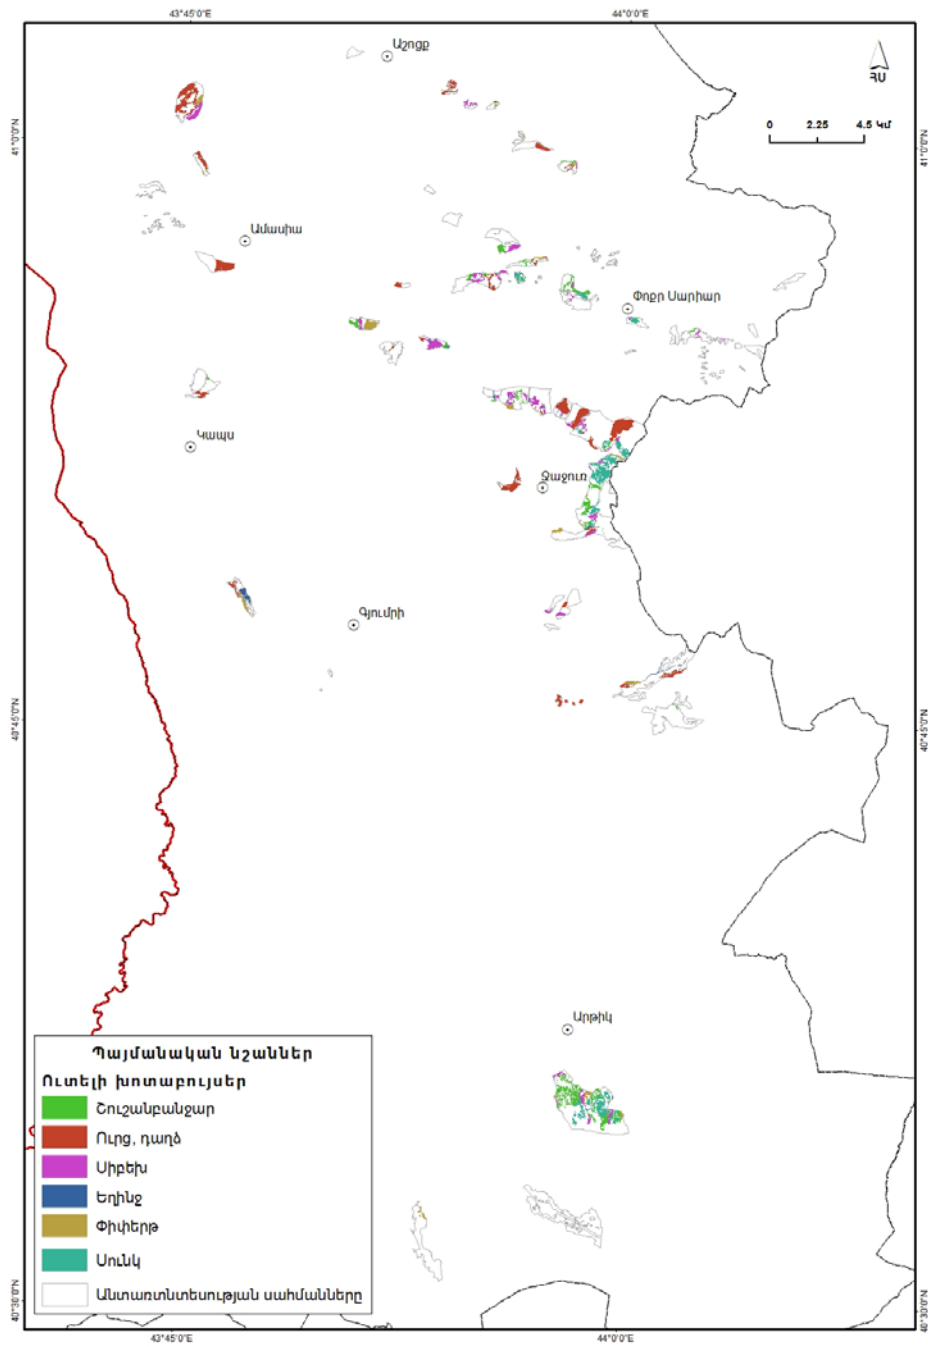 43°45'0"E
44°0'0"E
Աշոցք
ՀՍ
0 2.25 4.5 Կմ
41°0'0"N
41°0'0"N
Ամասիա
Փոքր Սարիար
Կապս
Ջաջուռ
Գյումրի
40°45'0"N
40°45'0"N
Արթիկ
Պայմանական նշաններ
Ուտելի խոտաբույսեր
Շուշանբանջար
Ուրց, դաղձ
Սիբեխ
Եղինջ
Փիփերթ
Սունկ
Անտառտնտեսության սահմանները
40°30'0"N
40°30'0"N
43°45'0"E
44°0'0"E